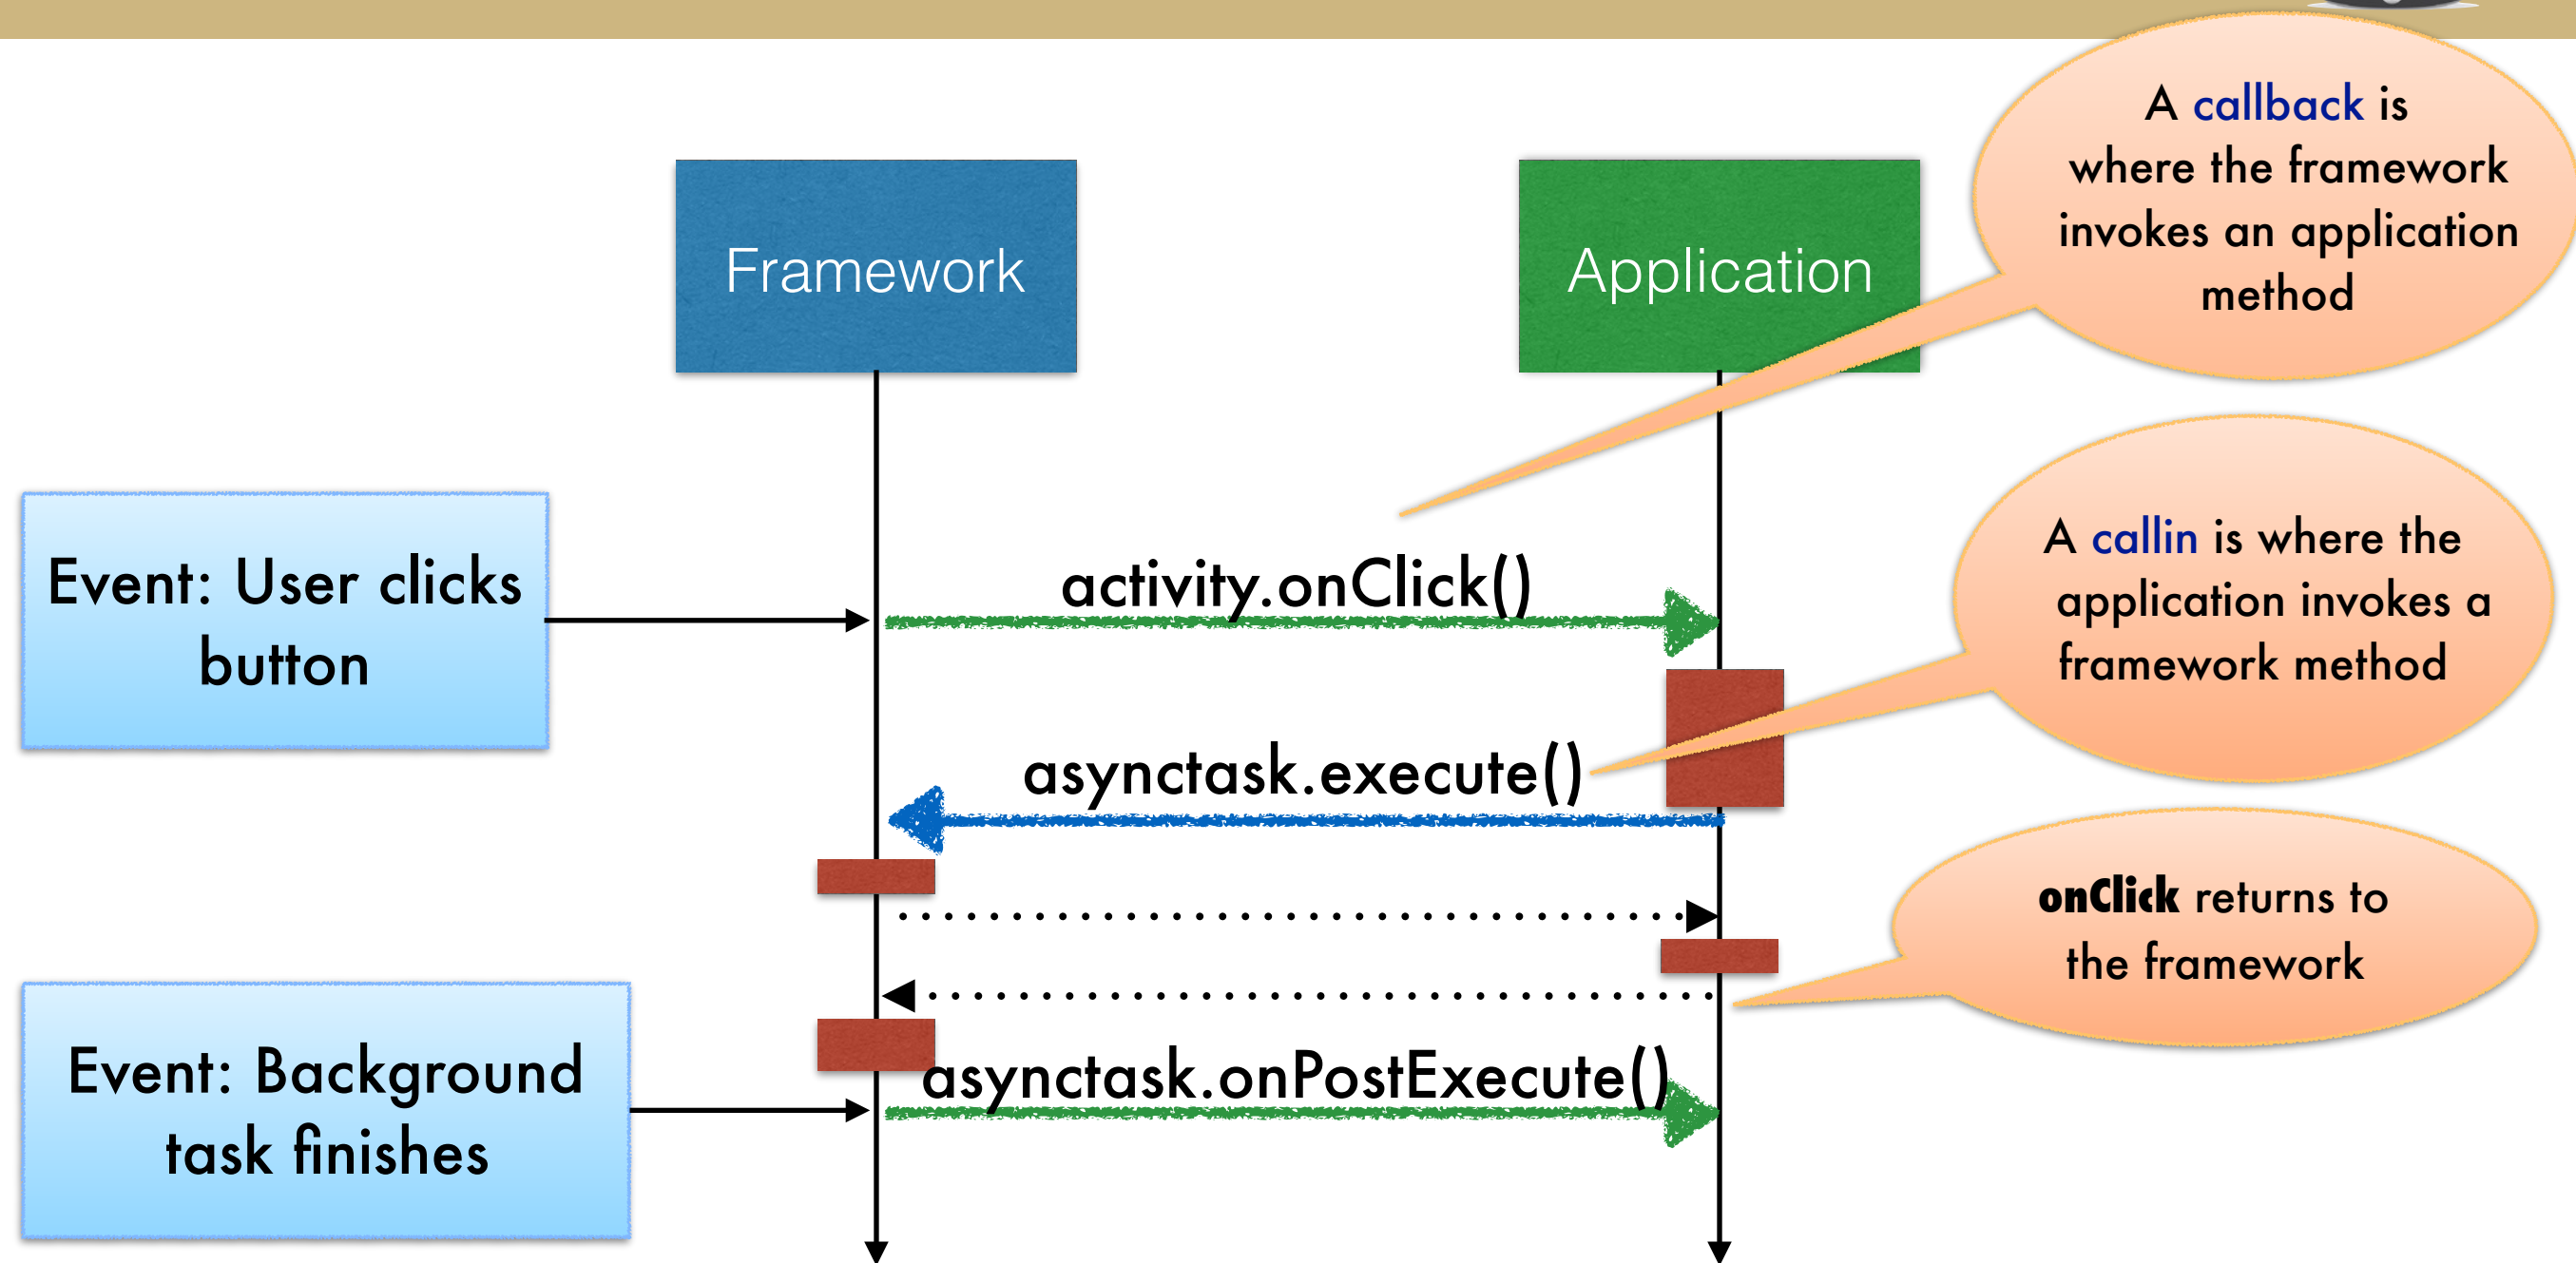 A callback is
where the framework
invokes an application
method
Framework
Application
A callin is where the
application invokes a
framework method
Event: User clicks
button
activity.onClick()
asynctask.execute()
onClick returns to
the framework
Event: Background
task finishes
asynctask.onPostExecute()